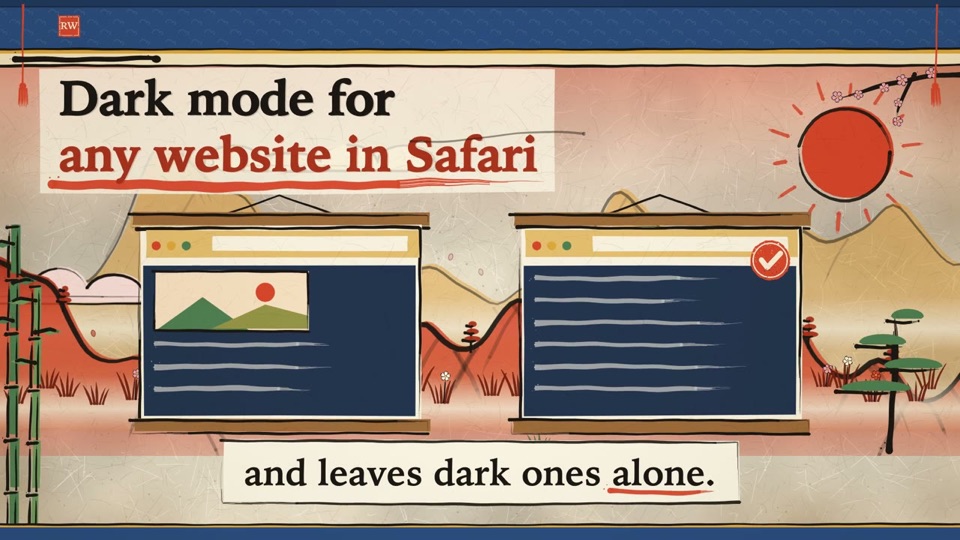 RW
Dark mode for
any website in Safari
and leaves dark ones alone.